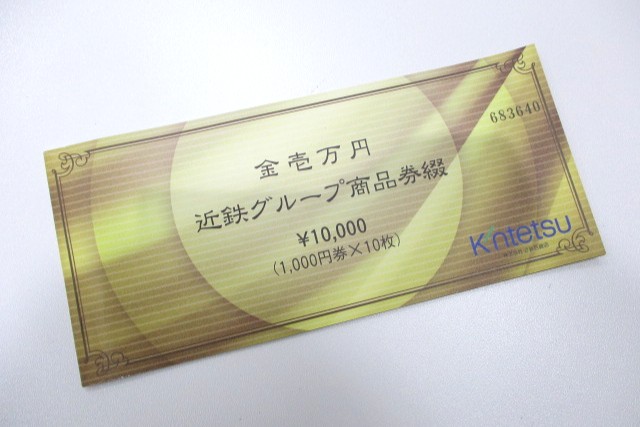 683640
金壱万円
近鉄グループ商品券綴
¥10,000
(1,000円券×10枚)
Kintetsu